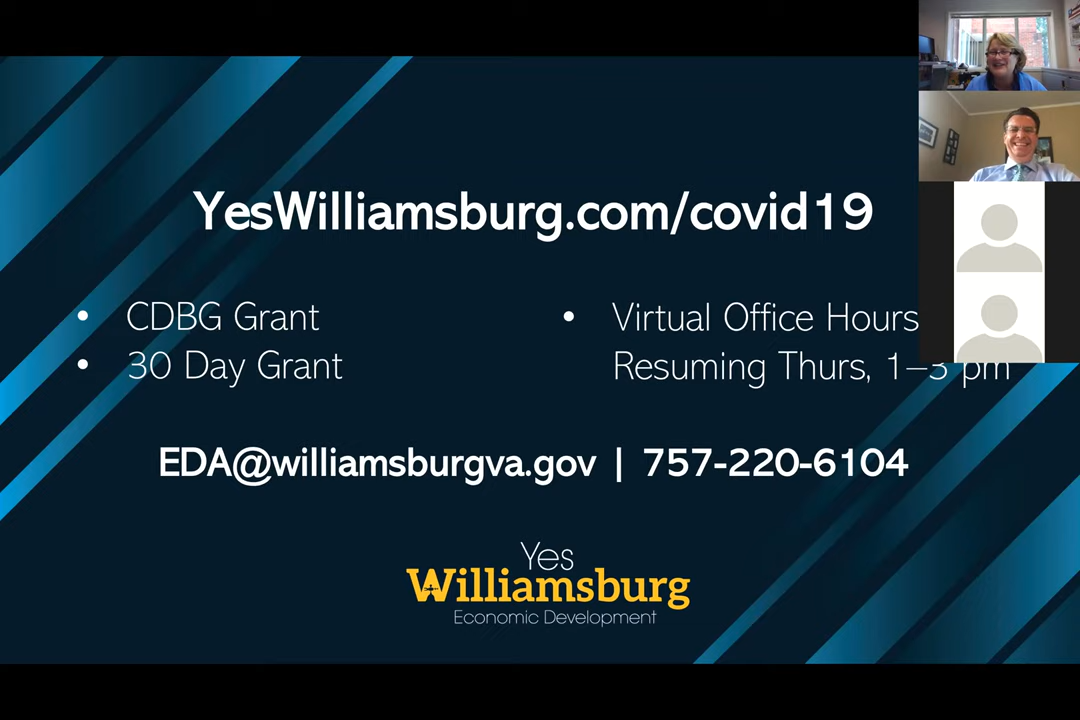 YesWilliamsburg.com/covid19
• CDBG Grant
• 30 Day Grant
• Virtual Office Hours
Resuming Thurs, 1–3 pm
EDA@williamsburgva.gov | 757-220-6104
Yes
Williamsburg
Economic Development